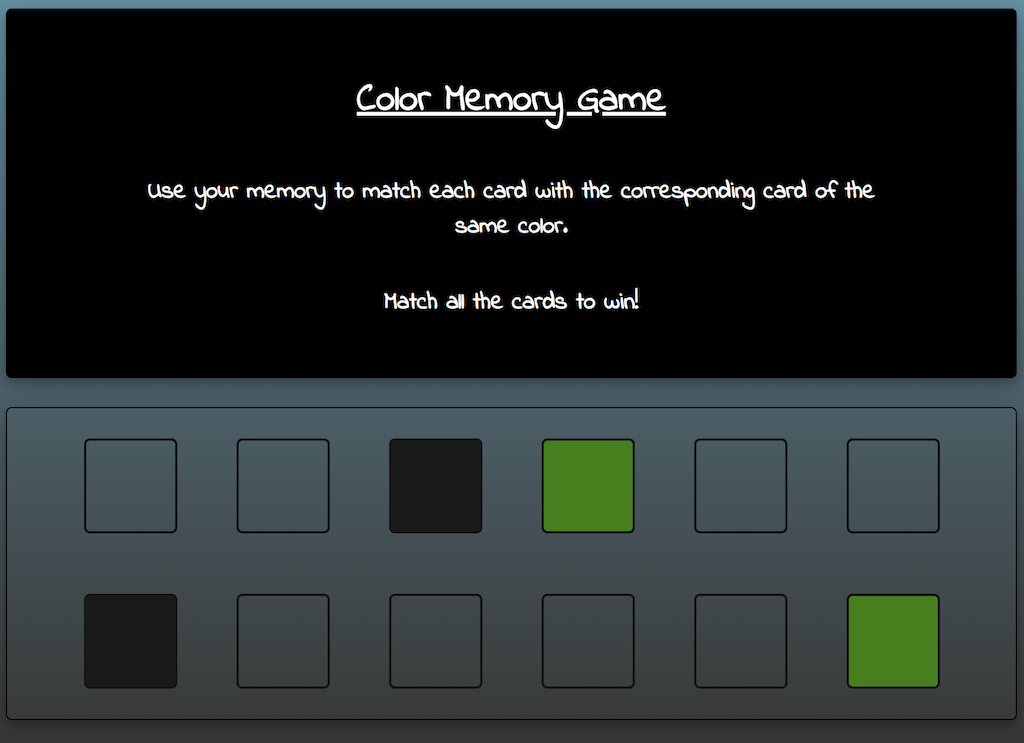 Color Memory Game
Use your memory to match each card with the corresponding card of the
same color.
Match all the cards to win!